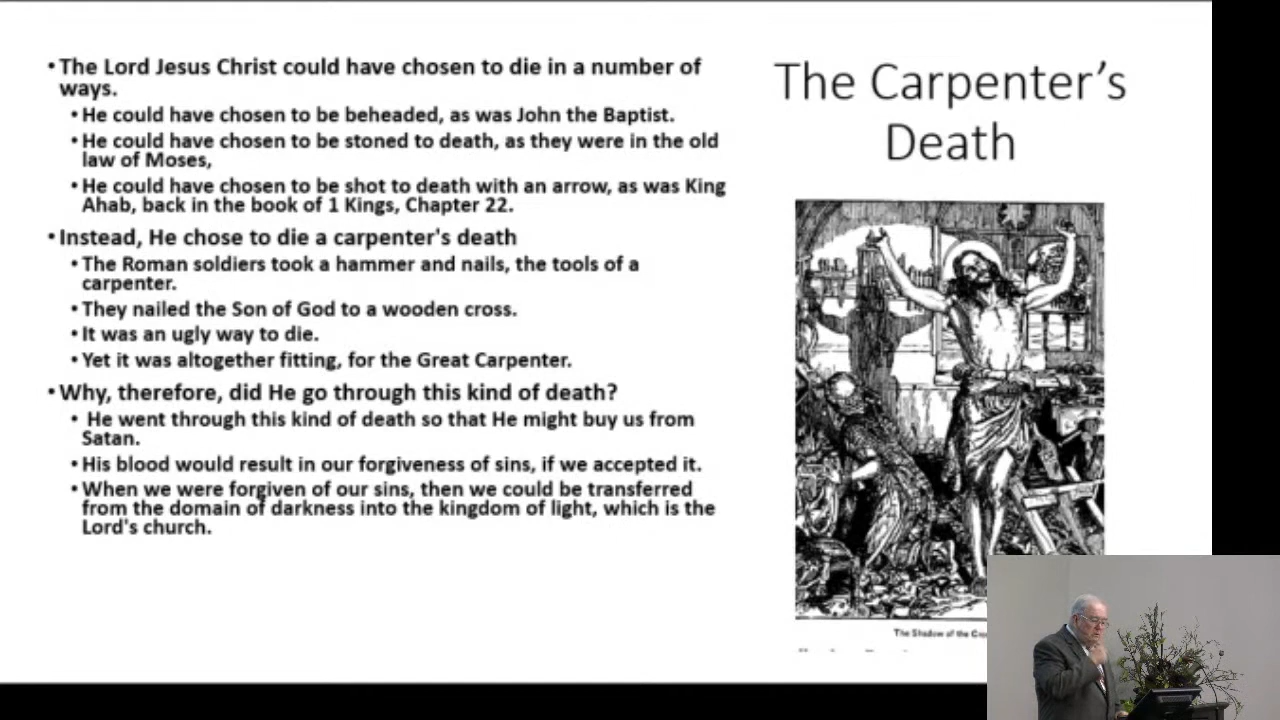 • The Lord Jesus Christ could have chosen to die in a number of
ways.
• He could have chosen to be beheaded, as was John the Baptist.
• He could have chosen to be stoned to death, as they were in the old
law of Moses,
• He could have chosen to be shot to death with an arrow, as was King
Ahab, back in the book of 1 Kings, Chapter 22.
• Instead, He chose to die a carpenter's death
• The Roman soldiers took a hammer and nails, the tools of a
carpenter.
• They nailed the Son of God to a wooden cross.
• It was an ugly way to die.
• Yet it was altogether fitting, for the Great Carpenter.
• Why, therefore, did He go through this kind of death?
• He went through this kind of death so that He might buy us from
Satan.
• His blood would result in our forgiveness of sins, if we accepted it.
• When we were forgiven of our sins, then we could be transferred
from the domain of darkness into the kingdom of light, which is the
Lord's church.
The Carpenter’s
Death
The Shadow of the